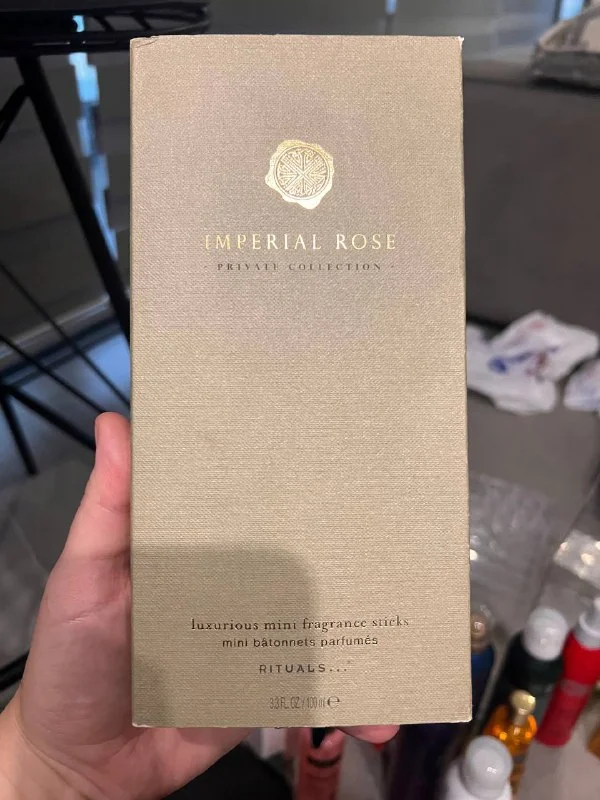 IMPERIAL ROSE
- PRIVATE COLLECTION -
luxurious mini fragrance sticks
mini bâtonnets parfumés
RITUALS...
3.3 FL. OZ / 100 ml ℮